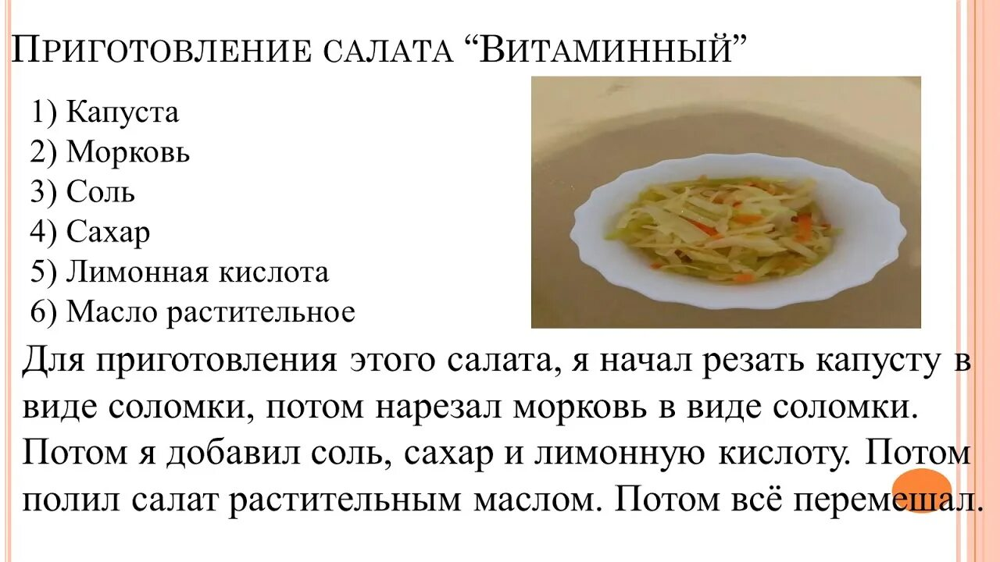 Приготовление салата “Витаминный”
1) Капуста
2) Морковь
3) Соль
4) Сахар
5) Лимонная кислота
6) Масло растительное
Для приготовления этого салата, я начал резать капусту в
виде соломки, потом нарезал морковь в виде соломки.
Потом я добавил соль, сахар и лимонную кислоту. Потом
полил салат растительным маслом. Потом всё перемешал.